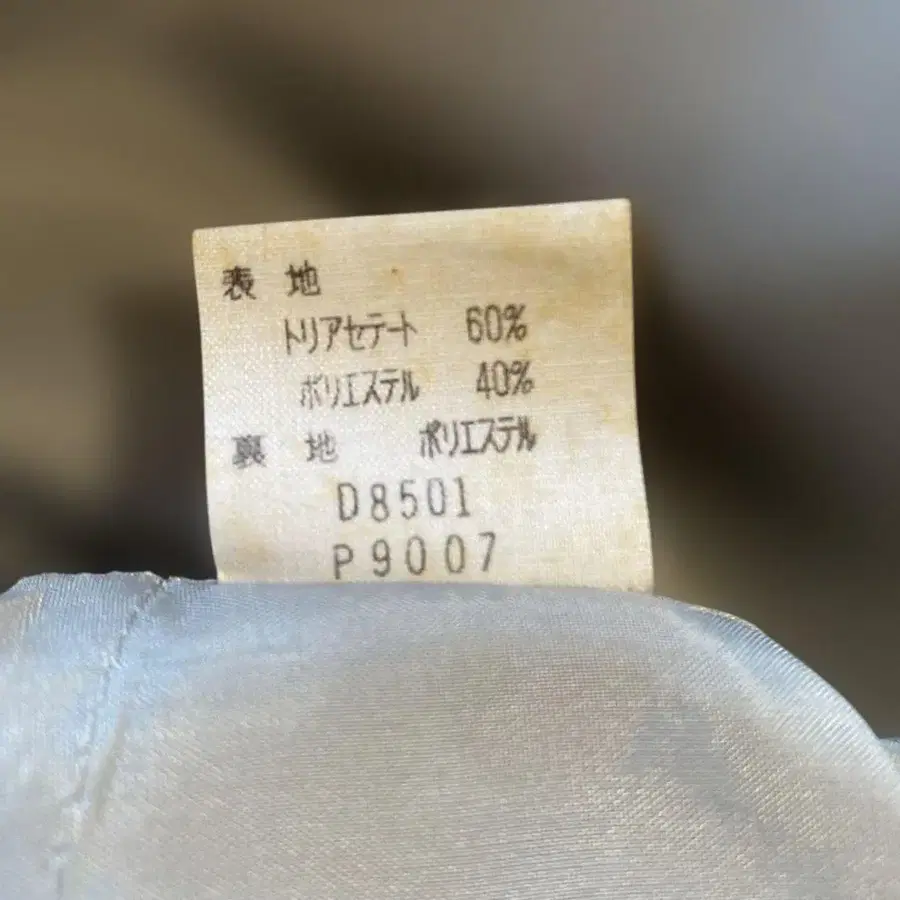 表 地
トリアセテート 60%
ポリエステル 40%
裏 地 ポリエステル
D8501
P9007